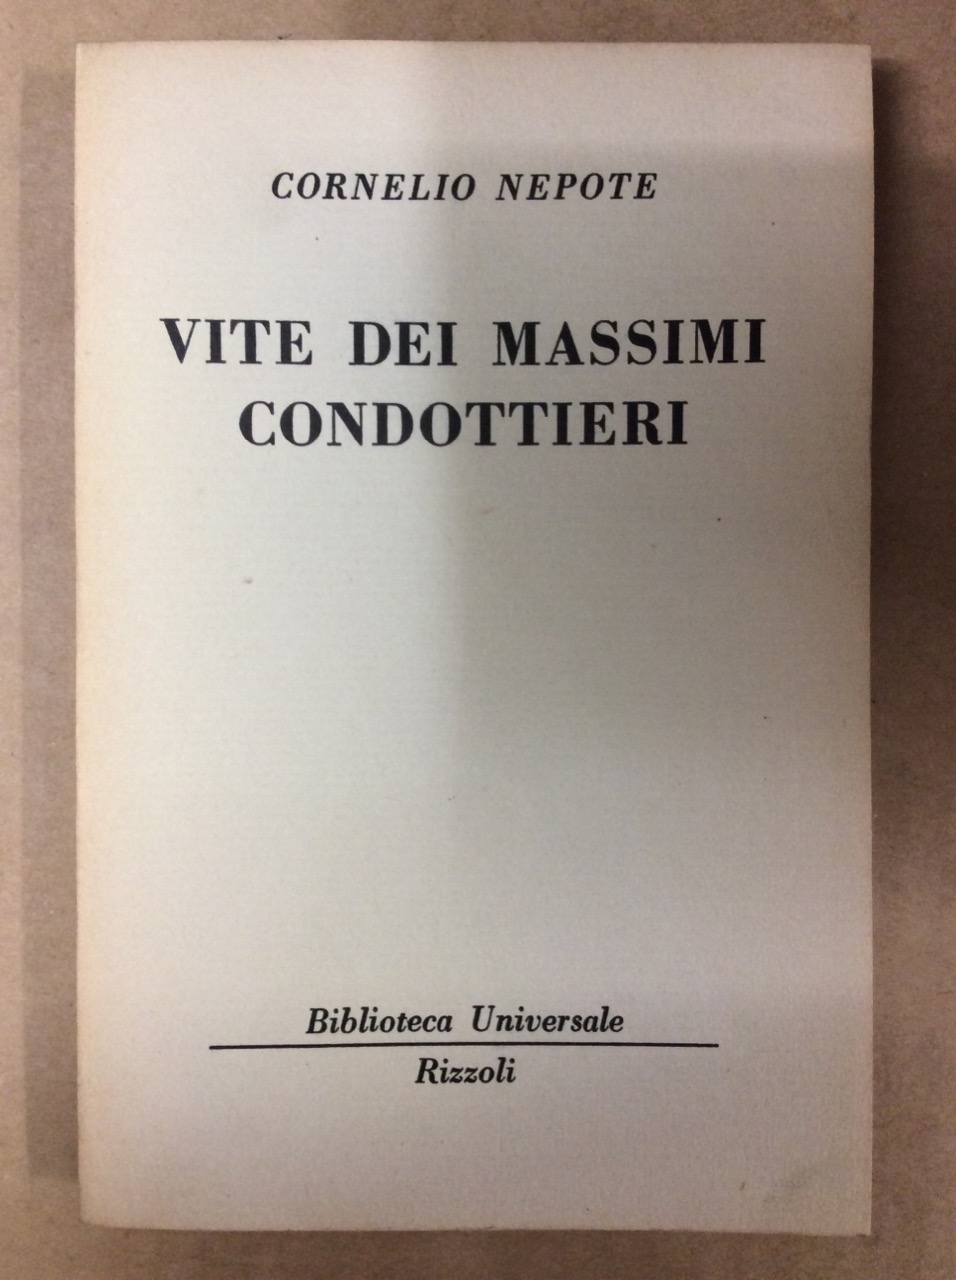 CORNELIO NEPOTE
VITE DEI MASSIMI
CONDOTTIERI
Biblioteca Universale
Rizzoli